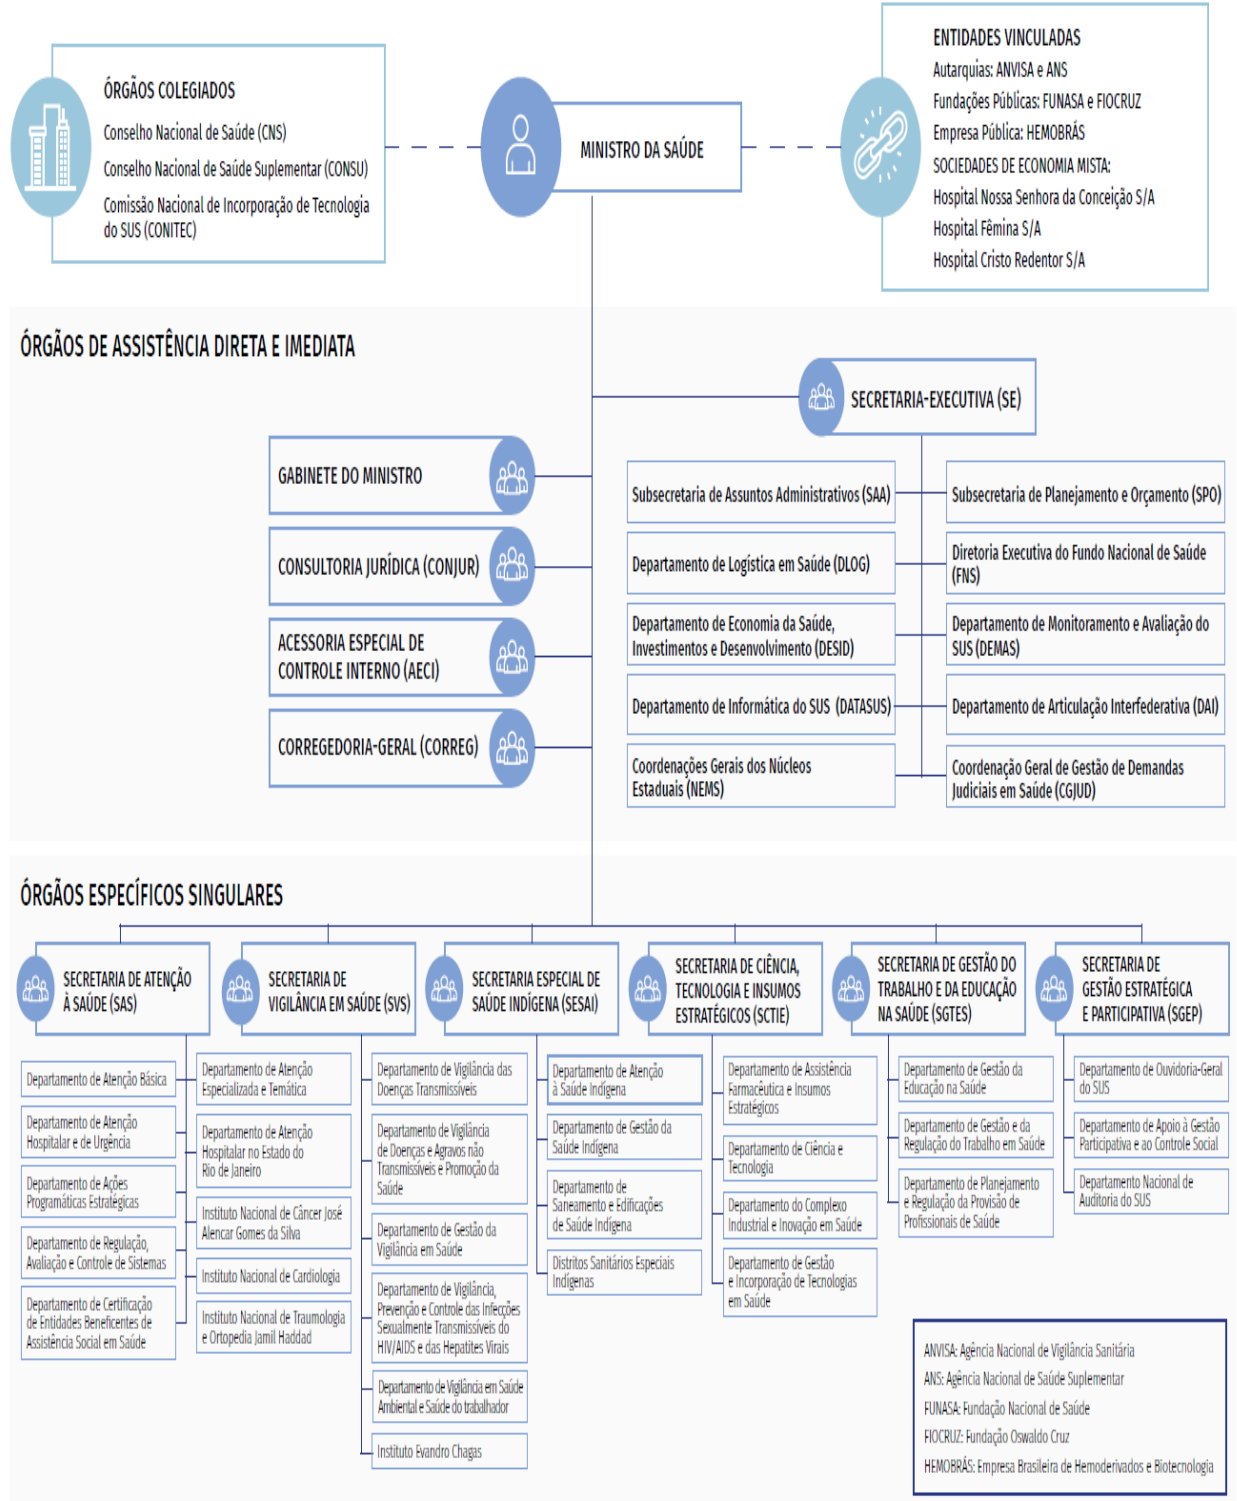 ÓRGÃOS COLEGIADOS
Conselho Nacional de Saúde (CNS)
Conselho Nacional de Saúde Suplementar (CONSU)
Comissão Nacional de Incorporação de Tecnologia
do SUS (CONITEC)
MINISTRO DA SAÚDE
ENTIDADES VINCULADAS
Autarquias: ANVISA e ANS
Fundações Públicas: FUNASA e FIOCRUZ
Empresa Pública: HEMOBRÁS
SOCIEDADES DE ECONOMIA MISTA:
Hospital Nossa Senhora da Conceição S/A
Hospital Fêmina S/A
Hospital Cristo Redentor S/A
ÓRGÃOS DE ASSISTÊNCIA DIRETA E IMEDIATA
SECRETARIA-EXECUTIVA (SE)
GABINETE DO MINISTRO
CONSULTORIA JURÍDICA (CONJUR)
ACESSORIA ESPECIAL DE
CONTROLE INTERNO (AECI)
CORREGEDORIA-GERAL (CORREG)
Subsecretaria de Assuntos Administrativos (SAA)
Departamento de Logística em Saúde (DLOG)
Departamento de Economia da Saúde,
Investimentos e Desenvolvimento (DESID)
Departamento de Informática do SUS (DATASUS)
Coordenações Gerais dos Núcleos
Estaduais (NEMS)
Subsecretaria de Planejamento e Orçamento (SPO)
Diretoria Executiva do Fundo Nacional de Saúde
(FNS)
Departamento de Monitoramento e Avaliação do
SUS (DEMAS)
Departamento de Articulação Interfederativa (DAI)
Coordenação Geral de Gestão de Demandas
Judiciais em Saúde (CGJUD)
ÓRGÃOS ESPECÍFICOS SINGULARES
SECRETARIA DE ATENÇÃO
À SAÚDE (SAS)
Departamento de Atenção Básica
Departamento de Atenção
Hospitalar e de Urgência
Departamento de Ações
Programáticas Estratégicas
Departamento de Regulação,
Avaliação e Controle de Sistemas
Departamento de Certificação
de Entidades Beneficentes de
Assistência Social em Saúde
Departamento de Atenção
Especializada e Temática
Departamento de Atenção
Hospitalar no Estado do
Rio de Janeiro
Instituto Nacional de Câncer José
Alencar Gomes da Silva
Instituto Nacional de Cardiologia
Instituto Nacional de Traumologia
e Ortopedia Jamil Haddad
SECRETARIA DE
VIGILÂNCIA EM SAÚDE (SVS)
Departamento de Vigilância das
Doenças Transmissíveis
Departamento de Vigilância
de Doenças e Agravos não
Transmissíveis e Promoção da
Saúde
Departamento de Gestão da
Vigilância em Saúde
Departamento de Vigilância,
Prevenção e Controle das Infecções
Sexualmente Transmissíveis do
HIV/AIDS e das Hepatites Virais
Departamento de Vigilância em Saúde
Ambiental e Saúde do trabalhador
Instituto Evandro Chagas
SECRETARIA ESPECIAL DE
SAÚDE INDÍGENA (SESAI)
Departamento de Atenção
à Saúde Indígena
Departamento de Gestão da
Saúde Indígena
Departamento de
Saneamento e Edificações
de Saúde Indígena
Distritos Sanitários Especiais
Indígenas
SECRETARIA DE CIÊNCIA,
TECNOLOGIA E INSUMOS
ESTRATÉGICOS (SCTIE)
Departamento de Assistência
Farmacêutica e Insumos
Estratégicos
Departamento de Ciência e
Tecnologia
Departamento do Complexo
Industrial e Inovação em Saúde
Departamento de Gestão
e Incorporação de Tecnologias
em Saúde
SECRETARIA DE GESTÃO DO
TRABALHO E DA EDUCAÇÃO
NA SAÚDE (SGTES)
Departamento de Gestão da
Educação na Saúde
Departamento de Gestão e da
Regulação do Trabalho em Saúde
Departamento de Planejamento
e Regulação da Provisão de
Profissionais de Saúde
SECRETARIA DE
GESTÃO ESTRATÉGICA
E PARTICIPATIVA (SGEP)
Departamento de Ouvidoria-Geral
do SUS
Departamento de Apoio à Gestão
Participativa e ao Controle Social
Departamento Nacional de
Auditoria do SUS
ANVISA: Agência Nacional de Vigilância Sanitária
ANS: Agência Nacional de Saúde Suplementar
FUNASA: Fundação Nacional de Saúde
FIOCRUZ: Fundação Oswaldo Cruz
HEMOBRÁS: Empresa Brasileira de Hemoderivados e Biotecnologia